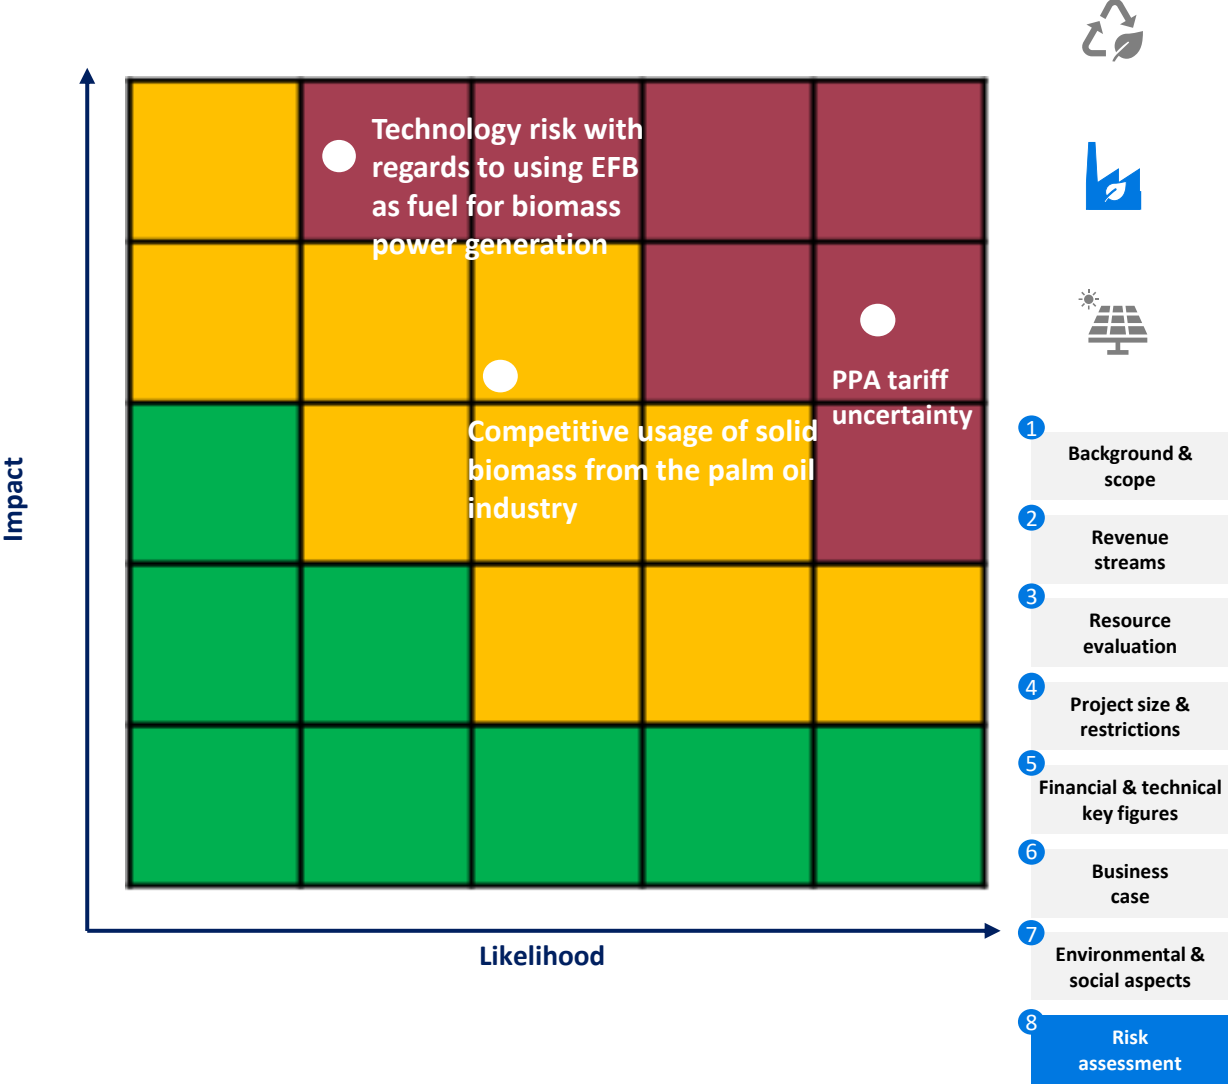 Technology risk with
regards to using EFB
as fuel for biomass
power generation
PPA tariff
uncertainty
Competitive usage of solid
biomass from the palm oil
industry
Impact
Likelihood
1
Background &
scope
2
Revenue
streams
3
Resource
evaluation
4
Project size &
restrictions
5
Financial & technical
key figures
6
Business
case
7
Environmental &
social aspects
8
Risk
assessment